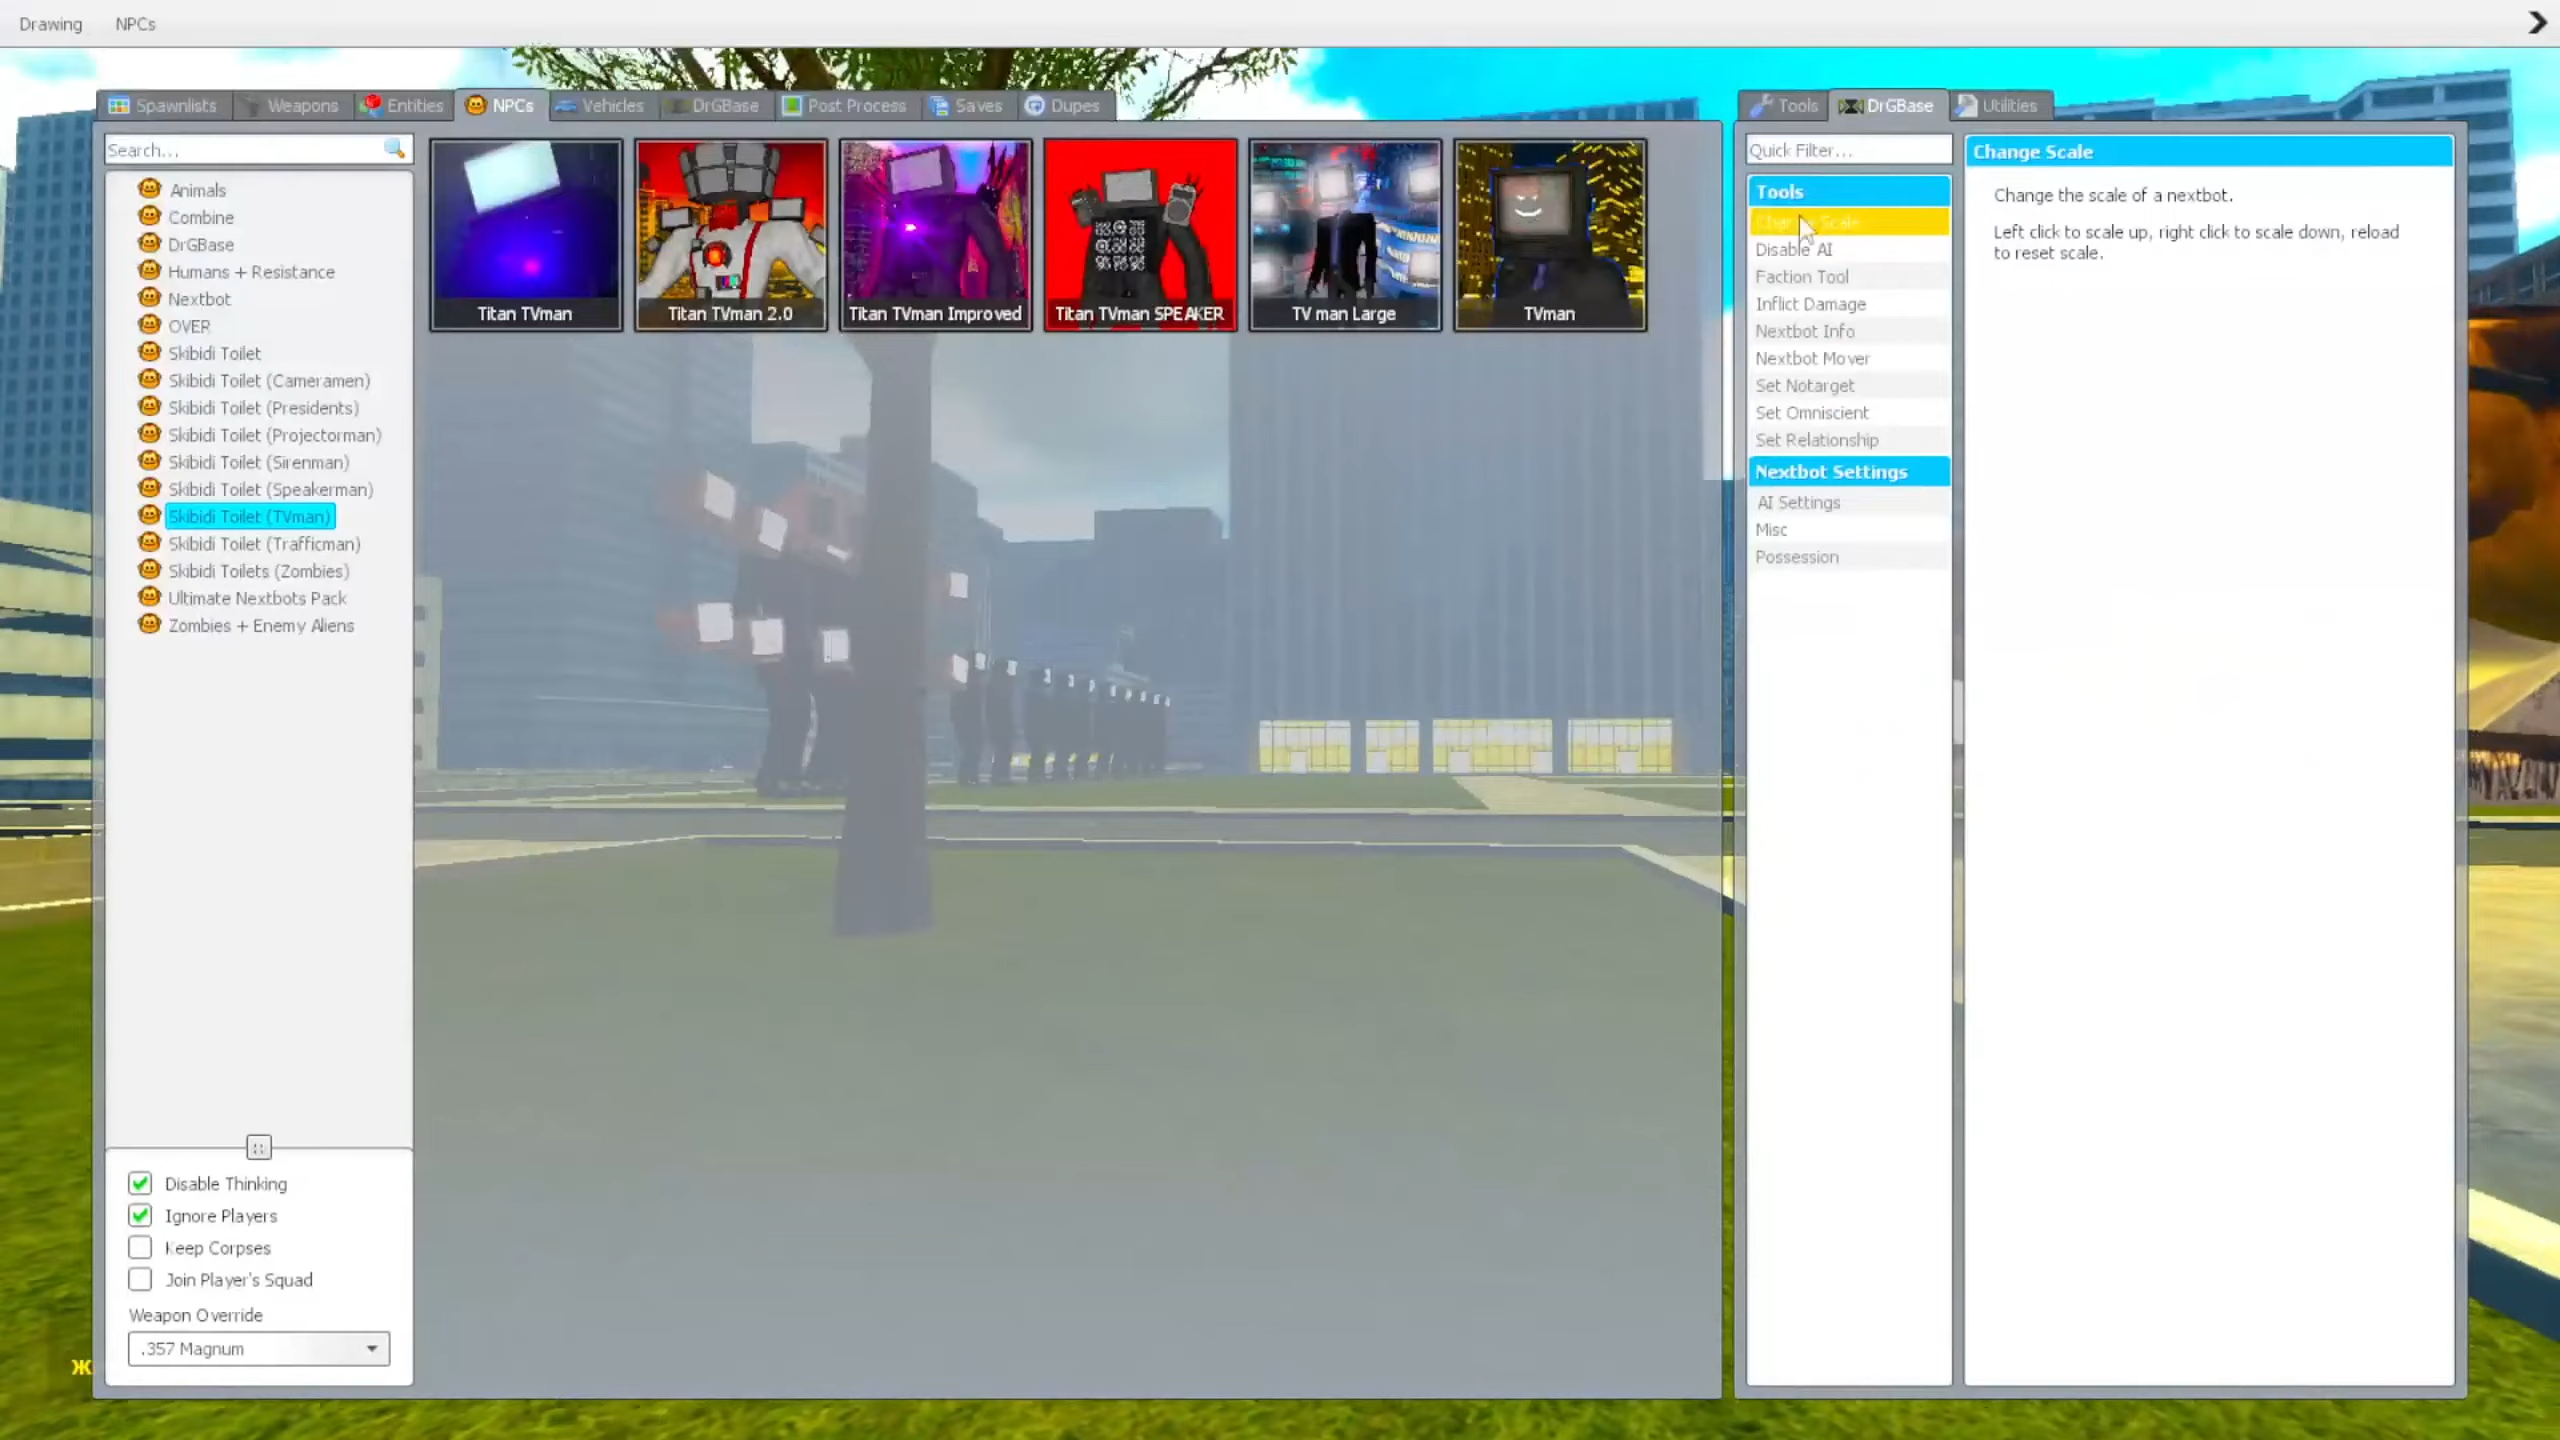 Drawing NPCs
Spawnlists Weapons Entities NPCs Vehicles DrGBase Post Process Saves Dupes
Search...
Animals
Combine
DrGBase
Humans + Resistance
Nextbot
OVER
Skibidi Toilet
Skibidi Toilet (Cameramen)
Skibidi Toilet (Presidents)
Skibidi Toilet (Projectorman)
Skibidi Toilet (Sirenman)
Skibidi Toilet (Speakerman)
Skibidi Toilet (TVman)
Skibidi Toilet (Trafficman)
Skibidi Toilets (Zombies)
Ultimate Nextbots Pack
Zombies + Enemy Aliens
Disable Thinking
Ignore Players
Keep Corpses
Join Player's Squad
Weapon Override
.357 Magnum
Ж
Titan TVman
Titan TVman 2.0
Titan TVman Improved
Titan TVman SPEAKER
TV man Large
TVman
Tools DrGBase Utilities
Quick Filter...
Tools
Change Scale
Disable AI
Faction Tool
Inflict Damage
Nextbot Info
Nextbot Mover
Set Notarget
Set Omniscient
Set Relationship
Nextbot Settings
AI Settings
Misc
Possession
Change Scale
Change the scale of a nextbot.
Left click to scale up, right click to scale down, reload
to reset scale.